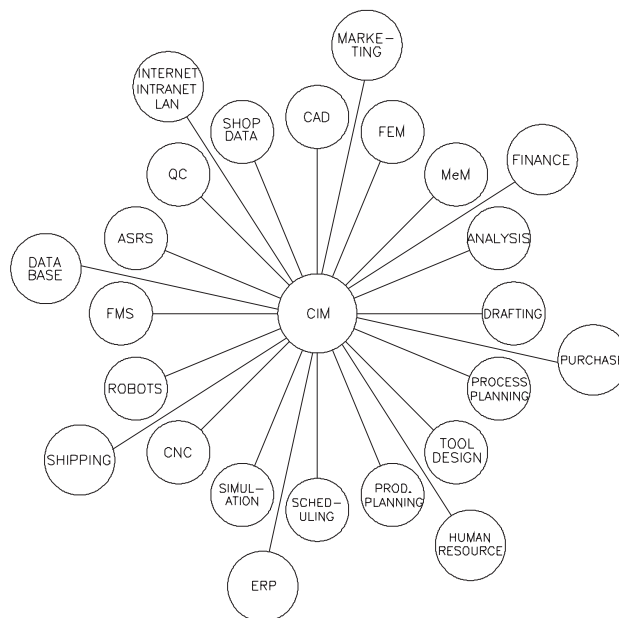 MARKE-
TING
INTERNET
INTRANET
LAN
SHOP
DATA
CAD
FEM
QC
MeM
FINANCE
ASRS
ANALYSIS
DATA
BASE
FMS
CIM
DRAFTING
PURCHASE
ROBOTS
PROCESS
PLANNING
SHIPPING
CNC
TOOL
DESIGN
SIMUL-
ATION
SCHED-
ULING
PROD.
PLANNING
HUMAN
RESOURCE
ERP